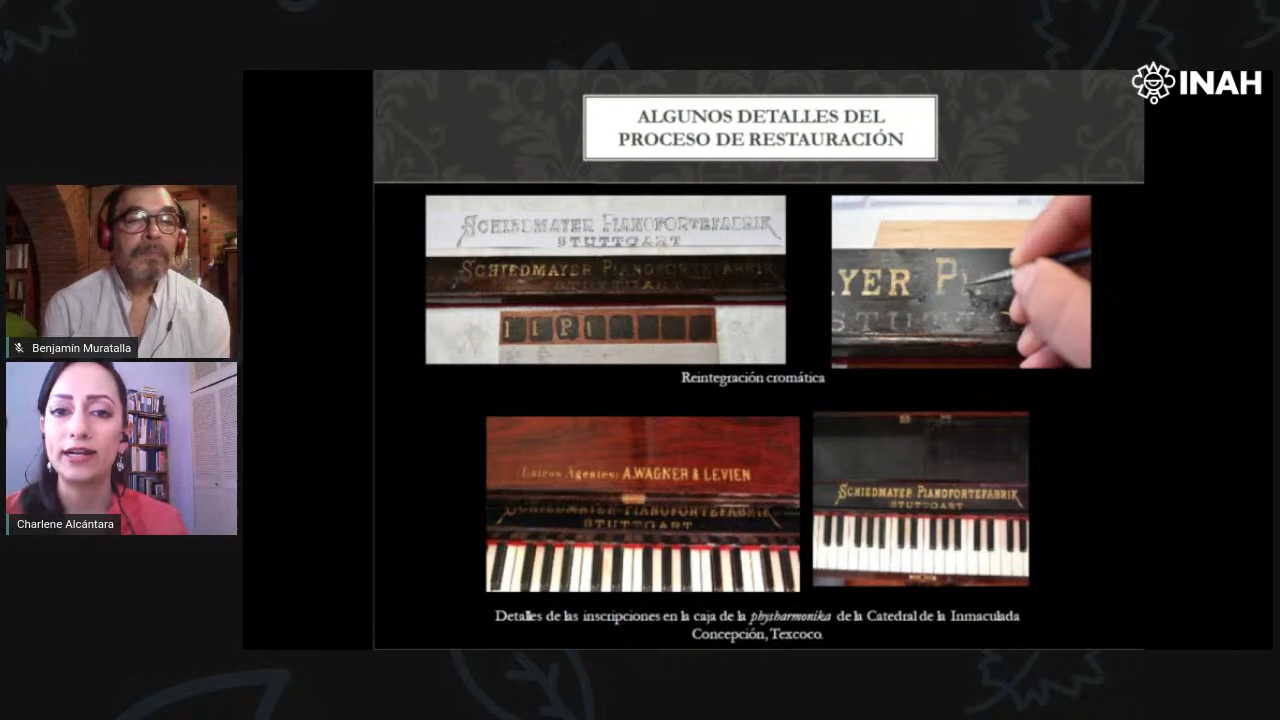 INAH
ALGUNOS DETALLES DEL
PROCESO DE RESTAURACIÓN
SCHIEDMAYER PIANOFORTEFABRIK
STUTTGART
SCHIEDMAYER PIANOFORTEFABRIK
STUTTGART
I I P I
YER P
STUTTG
Reintegración cromática
Benjamín Muratalla
Charlene Alcántara
Agentes: A.WAGNER & LEVIEN
SCHIEDMAYER PIANOFORTEFABRIK
STUTTGART
SCHIEDMAYER PIANOFORTEFABRIK
STUTTGART
Detalles de las inscripciones en la caja de la physharmonika de la Catedral de la Inmaculada
Concepción, Texcoco.